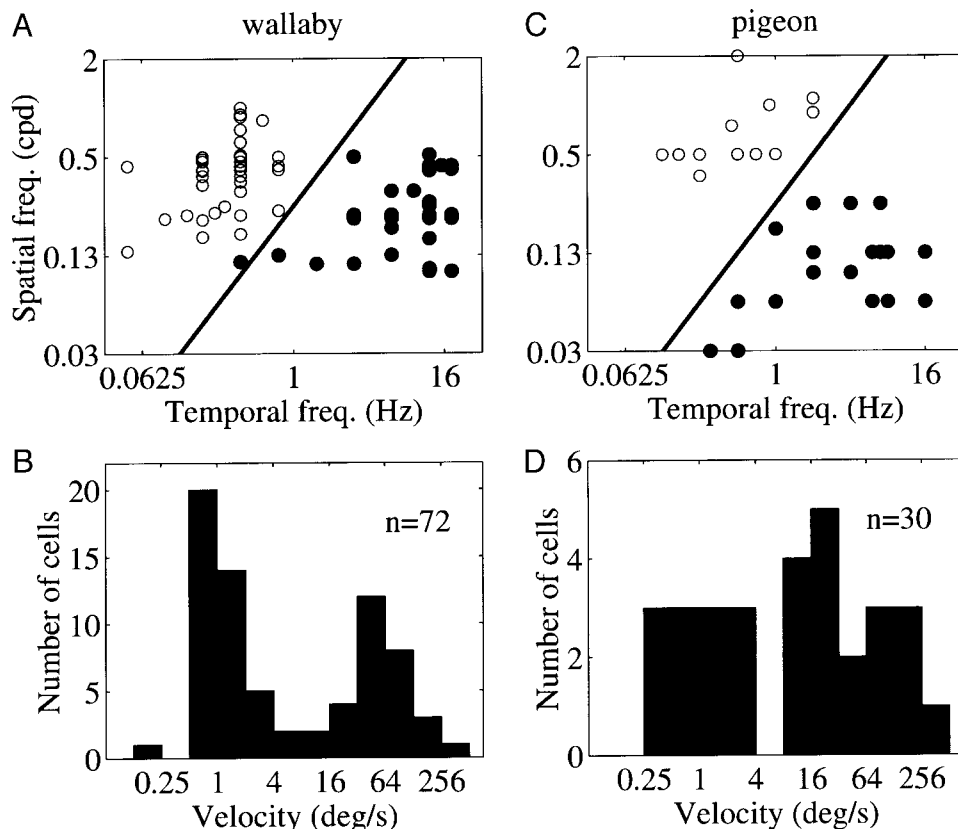 A
wallaby
2
0.5
0.13
0.03
Spatial freq. (cpd)
0.0625
1
16
Temporal freq. (Hz)
C
pigeon
2
0.5
0.13
0.03
0.0625
1
16
Temporal freq. (Hz)
B
20
15
10
5
0
Number of cells
n=72
0.25
1
4
16
64
256
Velocity (deg/s)
D
6
4
2
0
Number of cells
n=30
0.25
1
4
16
64
256
Velocity (deg/s)